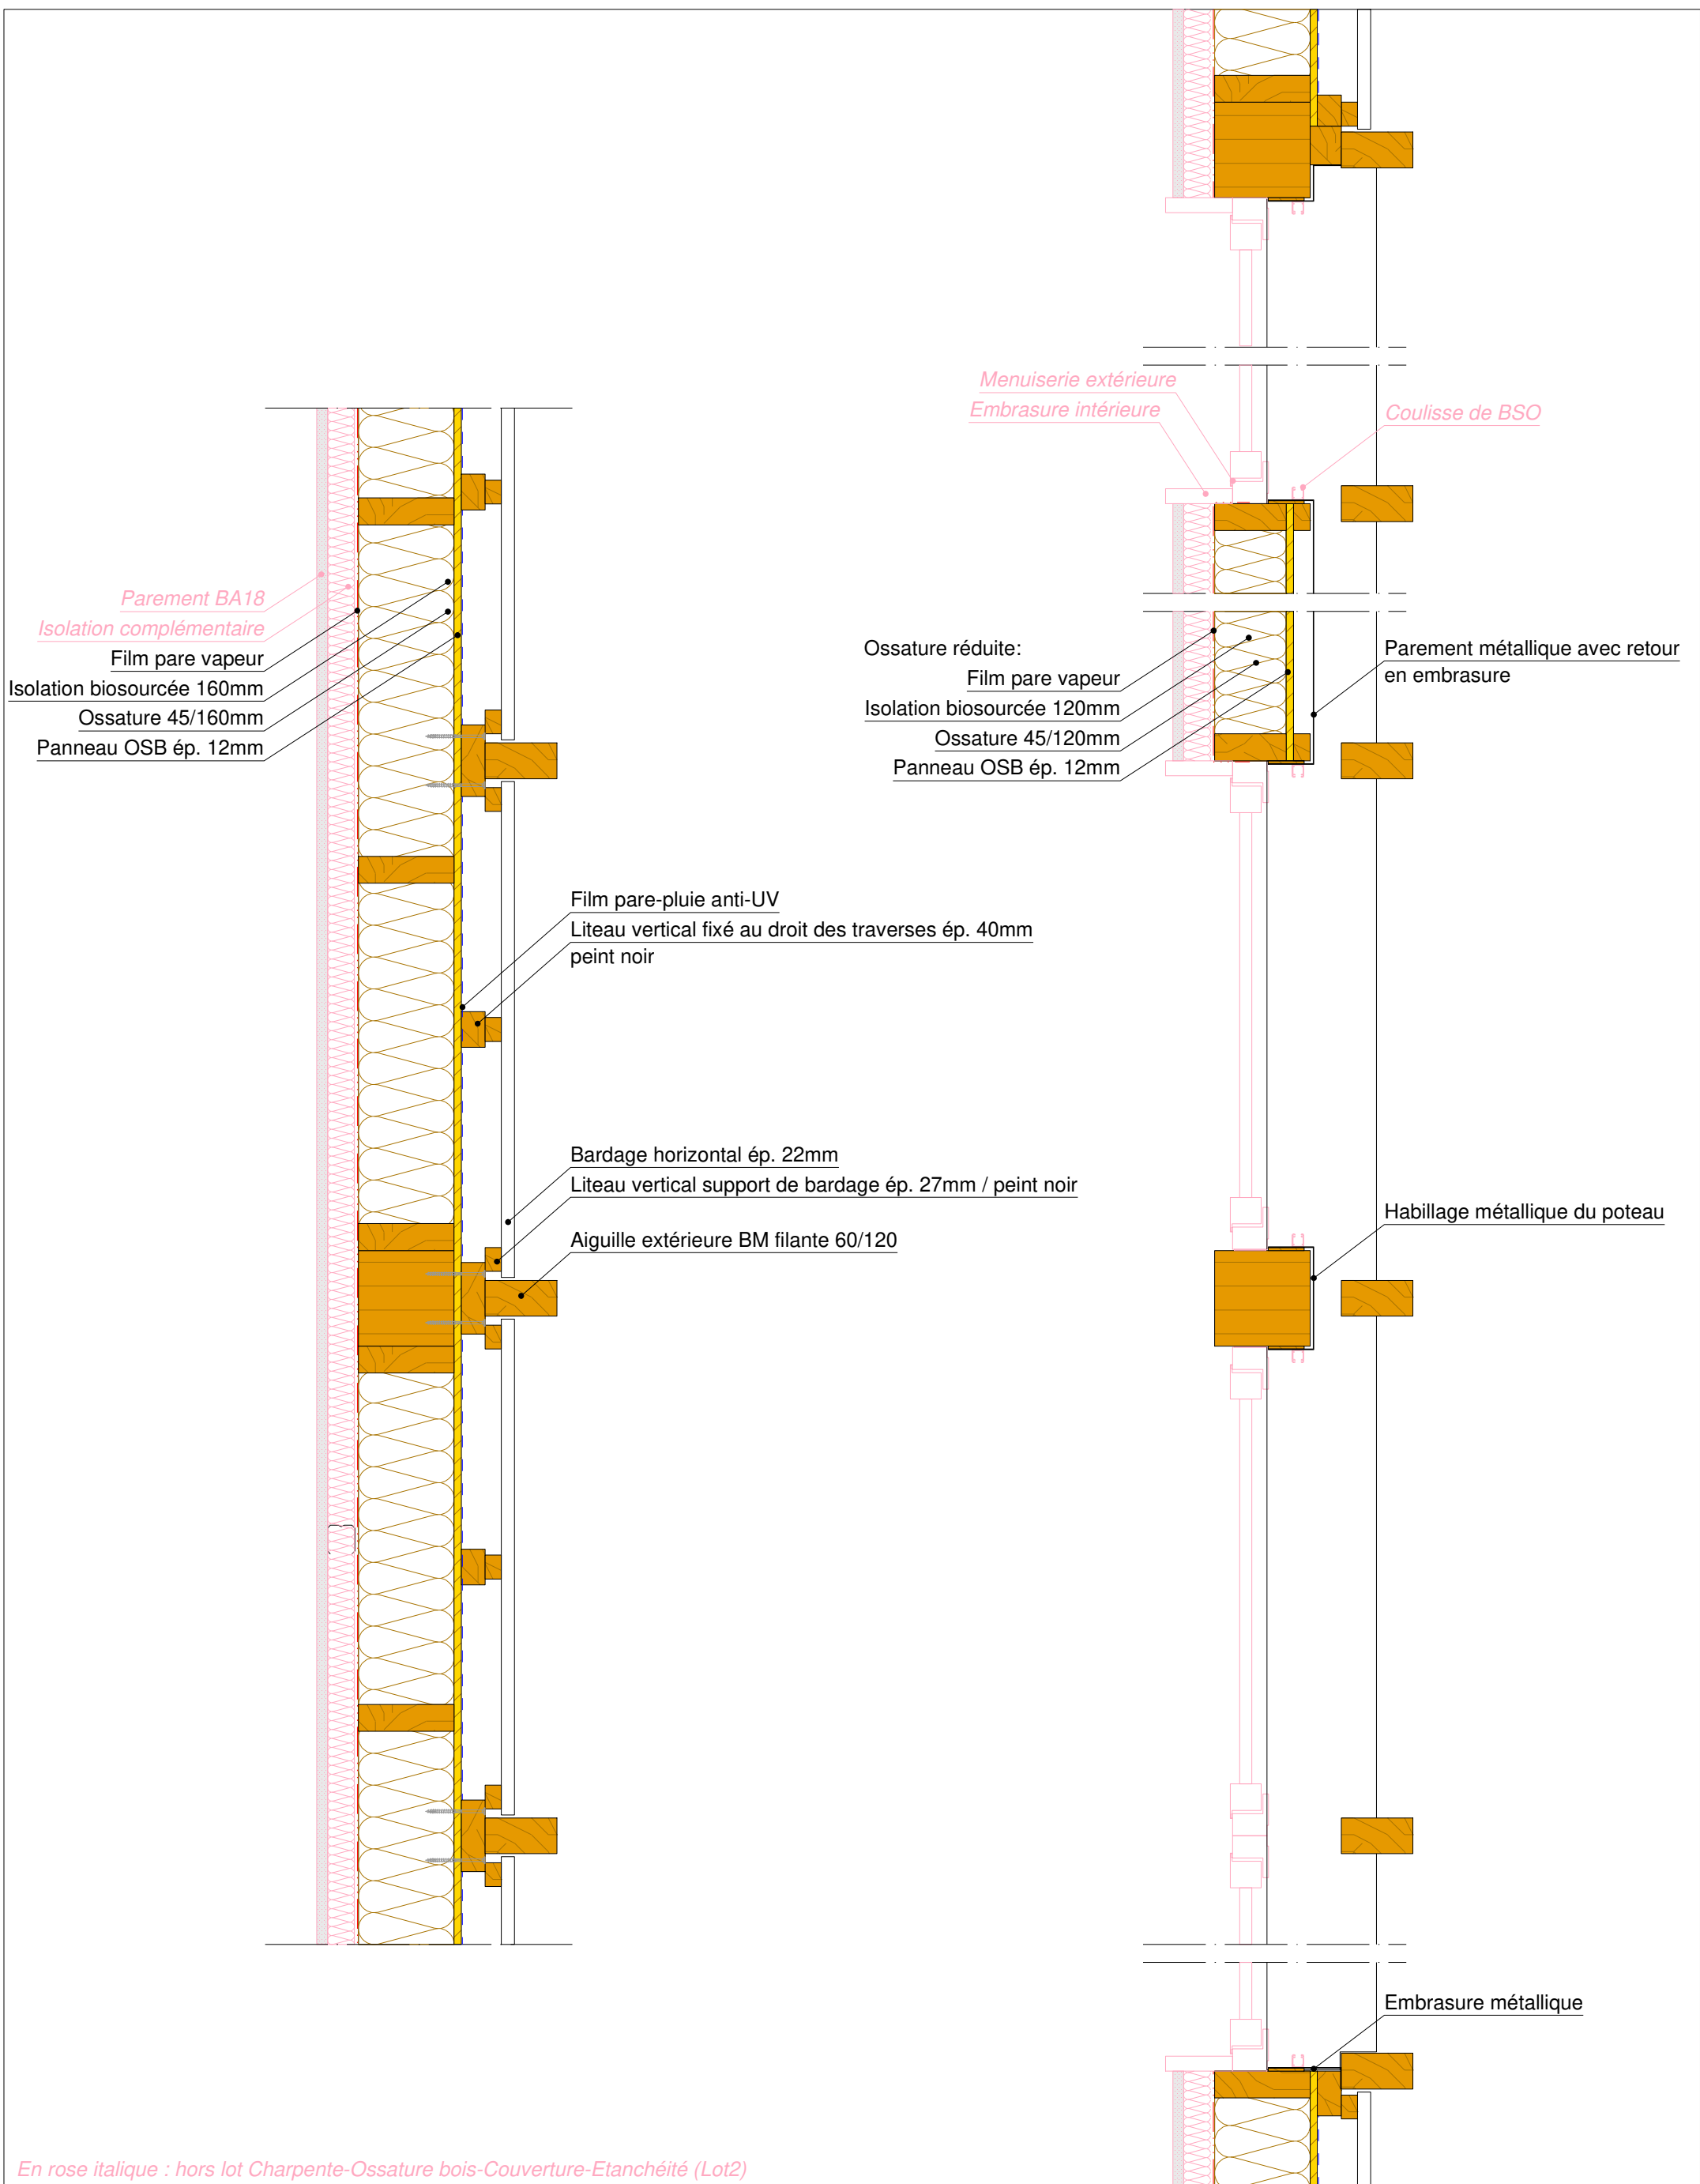 Menuiserie extérieure
Embrasure intérieure
Coulisse de BSO
Parement BA18
Isolation complémentaire
Film pare vapeur
Isolation biosourcée 160mm
Ossature 45/160mm
Panneau OSB ép. 12mm
Ossature réduite:
Film pare vapeur
Isolation biosourcée 120mm
Ossature 45/120mm
Panneau OSB ép. 12mm
Parement métallique avec retour
en embrasure
Film pare-pluie anti-UV
Liteau vertical fixé au droit des traverses ép. 40mm
peint noir
Bardage horizontal ép. 22mm
Liteau vertical support de bardage ép. 27mm / peint noir
Aiguille extérieure BM filante 60/120
Habillage métallique du poteau
Embrasure métallique
En rose italique : hors lot Charpente-Ossature bois-Couverture-Etanchéité (Lot2)